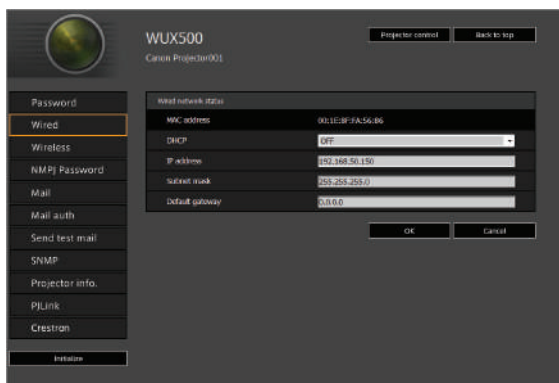 WUX500
Canon Projector001
Projector control
Back to top
Password
Wired
Wireless
NMPJ Password
Mail
Mail auth
Send test mail
SNMP
Projector info.
PJLink
Crestron
Initialize
Wired network status
MAC address 00:1E:8F:FA:56:B6
DHCP OFF
IP address 192.168.50.150
Subnet mask 255.255.255.0
Default gateway 0.0.0.0
OK
Cancel